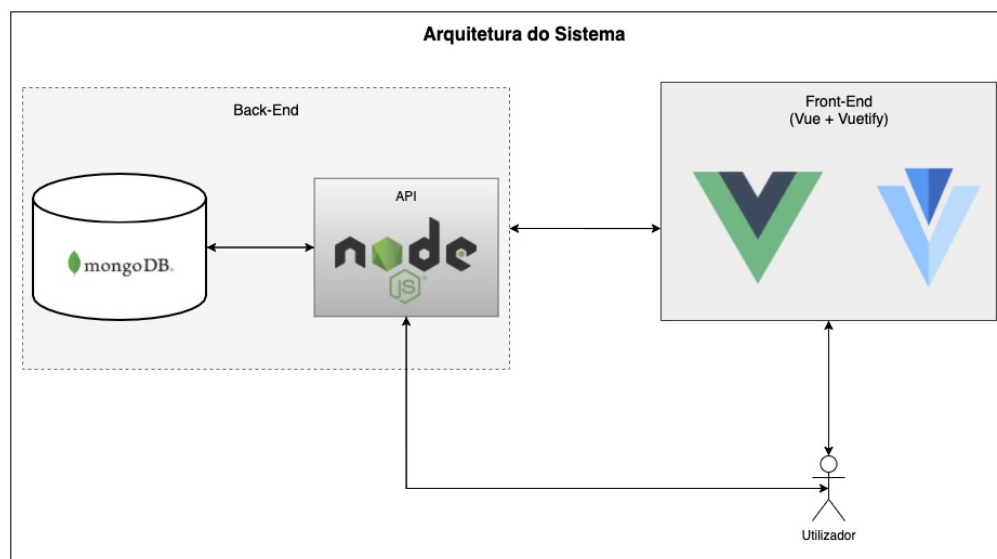 Arquitetura do Sistema
Back-End
Front-End
(Vue + Vuetify)
API
mongoDB®
node
JS®
Utilizador